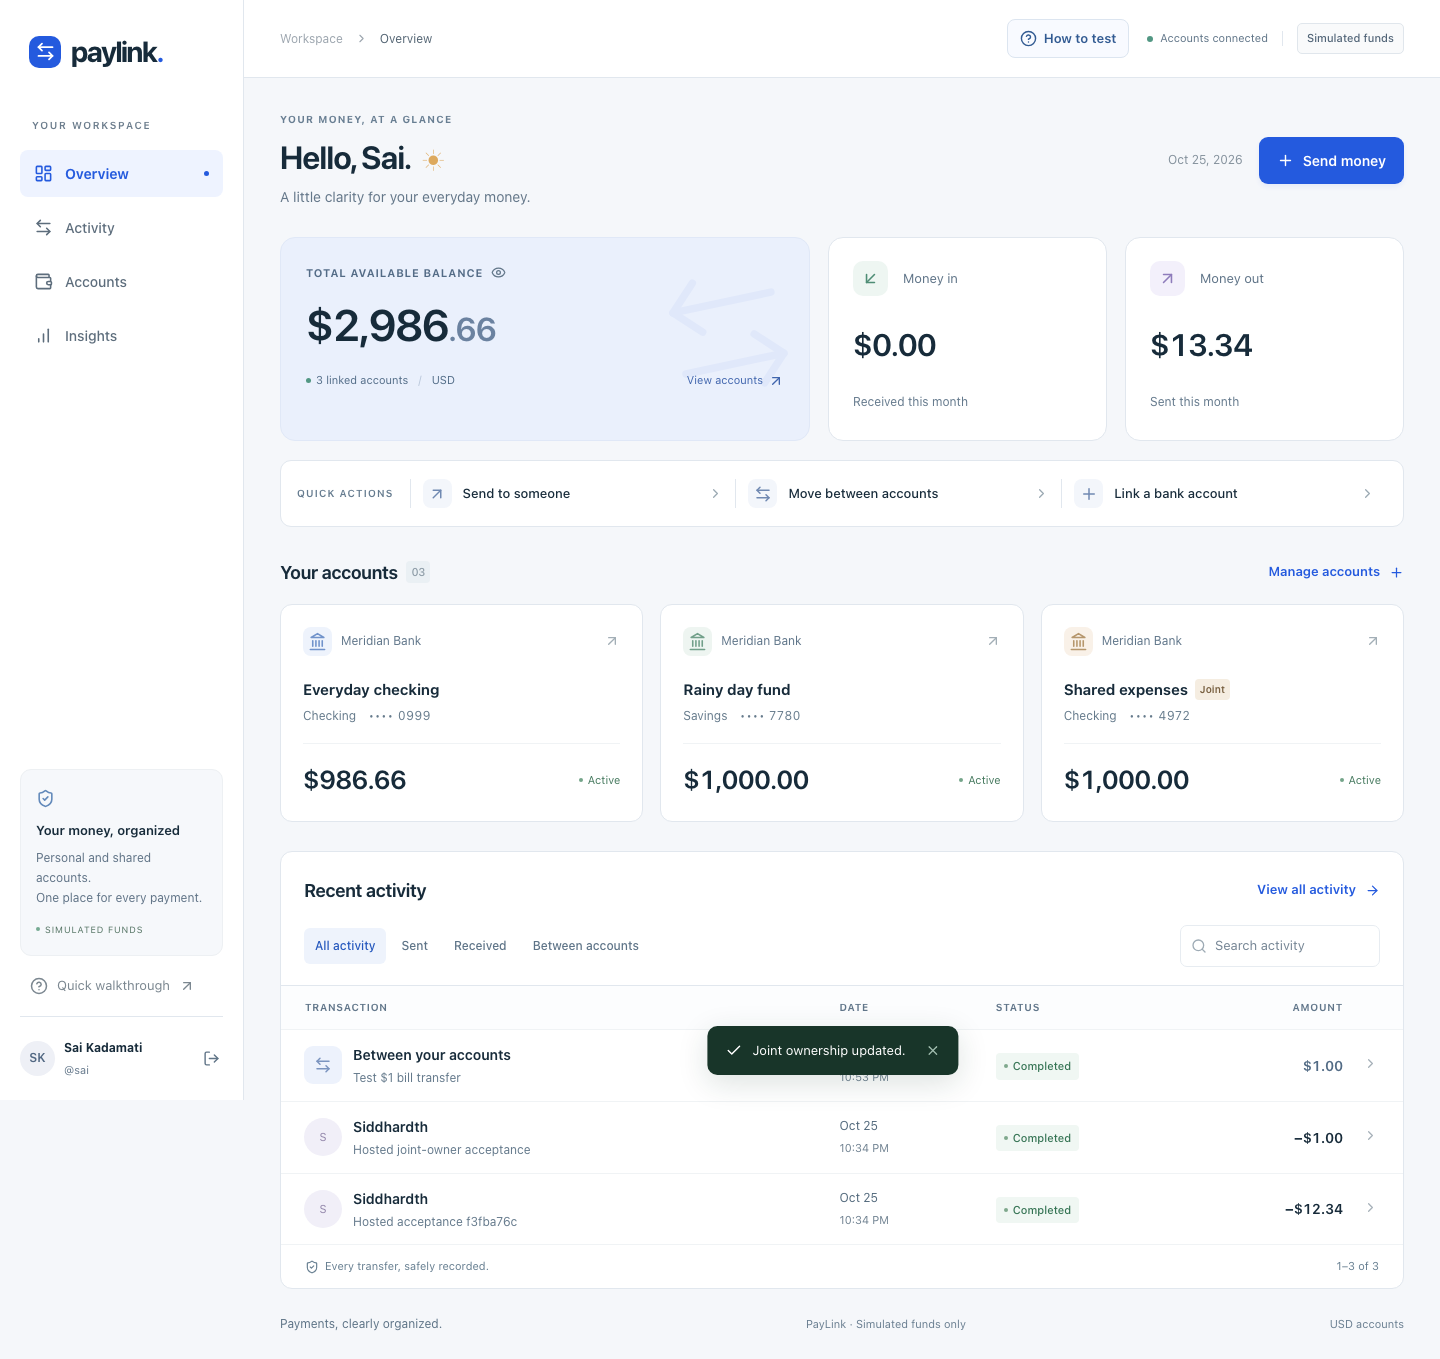 paylink.
YOUR WORKSPACE
Overview
Activity
Accounts
Insights
Your money, organized
Personal and shared
accounts.
One place for every payment.
SIMULATED FUNDS
Quick walkthrough
SK
Sai Kadamati
@sai
Workspace > Overview
How to test
Accounts connected
Simulated funds
YOUR MONEY, AT A GLANCE
Hello, Sai.
A little clarity for your everyday money.
Oct 25, 2026
Send money
TOTAL AVAILABLE BALANCE
$2,986.66
3 linked accounts / USD
View accounts
Money in
$0.00
Received this month
Money out
$13.34
Sent this month
QUICK ACTIONS
Send to someone
Move between accounts
Link a bank account
Your accounts 03
Manage accounts
Meridian Bank
Everyday checking
Checking •••• 0999
$986.66
Active
Meridian Bank
Rainy day fund
Savings •••• 7780
$1,000.00
Active
Meridian Bank
Shared expenses Joint
Checking •••• 4972
$1,000.00
Active
Recent activity
View all activity
All activity Sent Received Between accounts
Search activity
TRANSACTION DATE STATUS AMOUNT
Joint ownership updated.
Between your accounts
Test $1 bill transfer
10:53 PM
Completed
$1.00
Siddhardth
Hosted joint-owner acceptance
S
Oct 25
10:34 PM
Completed
–$1.00
Siddhardth
Hosted acceptance f3fba76c
S
Oct 25
10:34 PM
Completed
–$12.34
Every transfer, safely recorded.
1–3 of 3
Payments, clearly organized.
PayLink · Simulated funds only
USD accounts